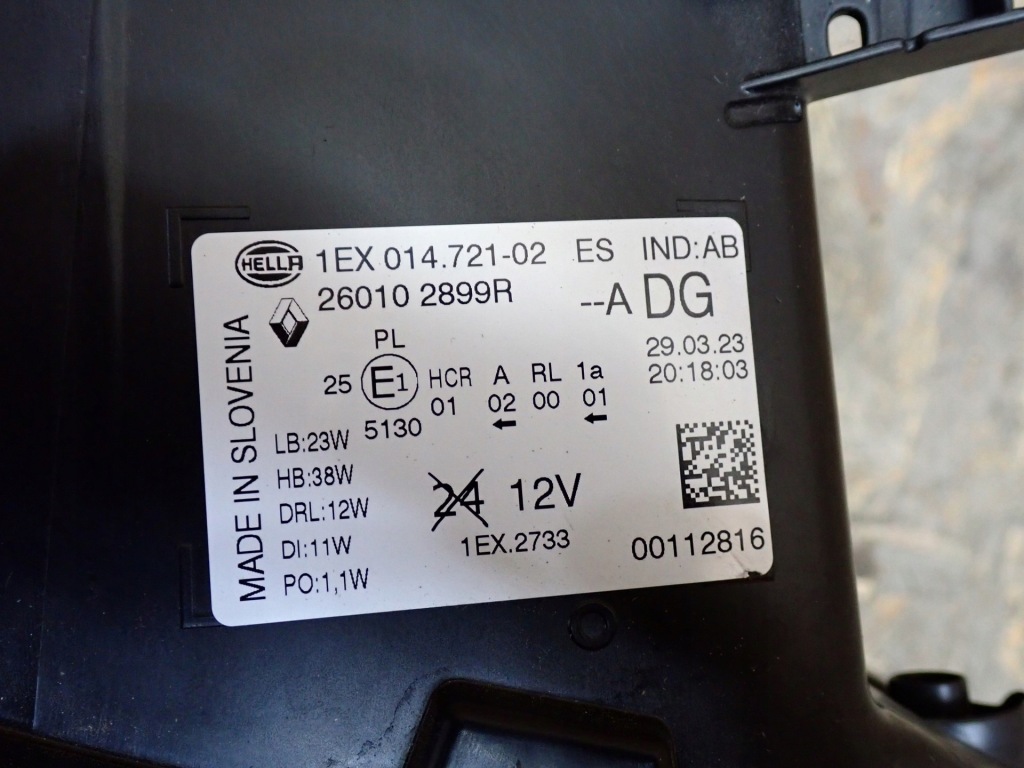 HELLA 1EX 014.721-02 ES IND:AB
26010 2899R --A DG
29.03.23
20:18:03
PL
25 E1 HCR A RL 1a
01 02 00 01
5130 ← ←
LB:23W
HB:38W
DRL:12W
DI:11W
PO:1,1W
24 12V
1EX.2733
00112816
MADE IN SLOVENIA